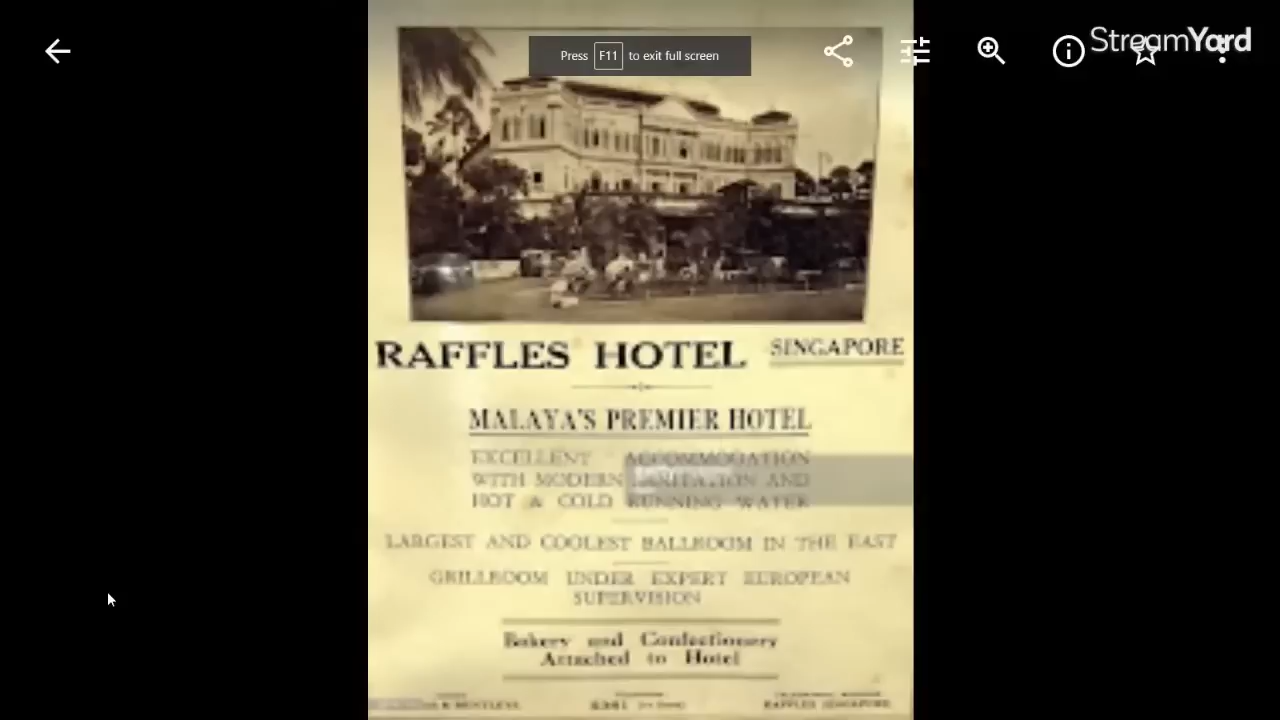 Press F11 to exit full screen
StreamYard
RAFFLES HOTEL SINGAPORE
MALAYA'S PREMIER HOTEL
EXCELLENT ACCOMMODATION
WITH MODERN SANITATION AND
HOT & COLD RUNNING WATER
LARGEST AND COOLEST BALLROOM IN THE EAST
GRILLROOM UNDER EXPERT EUROPEAN
SUPERVISION
Bakery and Confectionery
Attached to Hotel
RAFFLES SINGAPORE